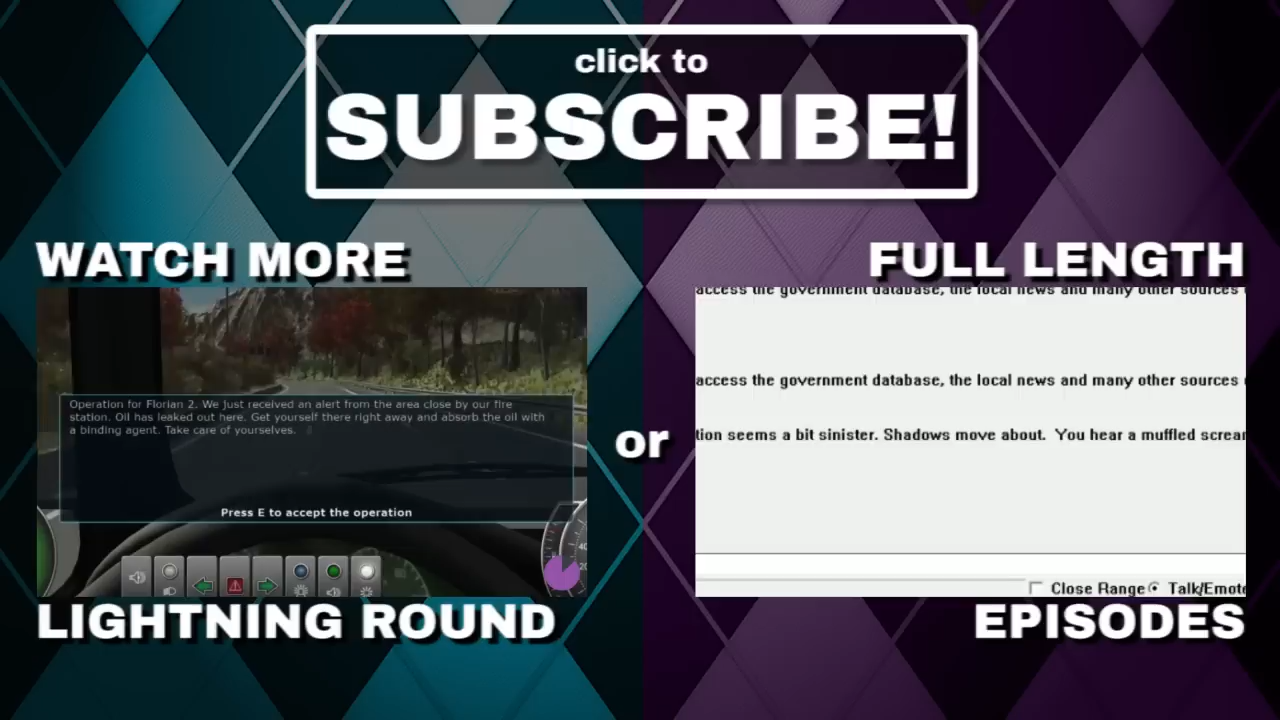 click to
SUBSCRIBE!
WATCH MORE
Operation for Florian 2. We just received an alert from the area close by our fire
station. Oil has leaked out here. Get yourself there right away and absorb the oil with
a binding agent. Take care of yourselves.
Press E to accept the operation
LIGHTNING ROUND
or
FULL LENGTH
access the government database, the local news and many other sources
access the government database, the local news and many other sources
tion seems a bit sinister. Shadows move about. You hear a muffled screar
Close Range Talk/Emote
EPISODES